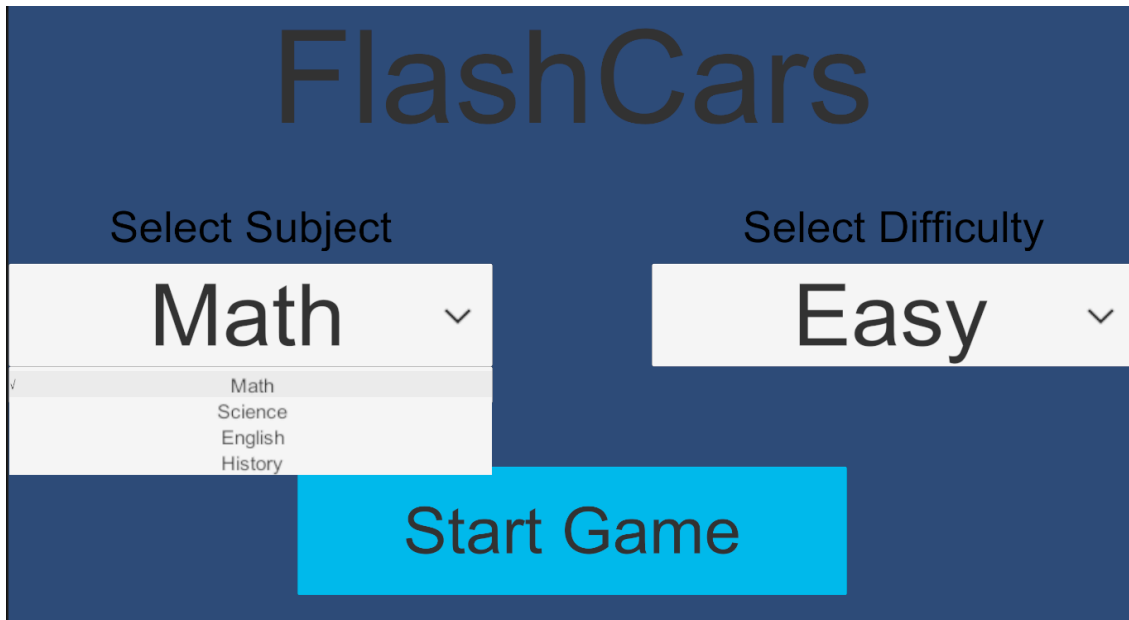 FlashCars
Select Subject
Select Difficulty
Math
Easy
√ Math
Science
English
History
Start Game